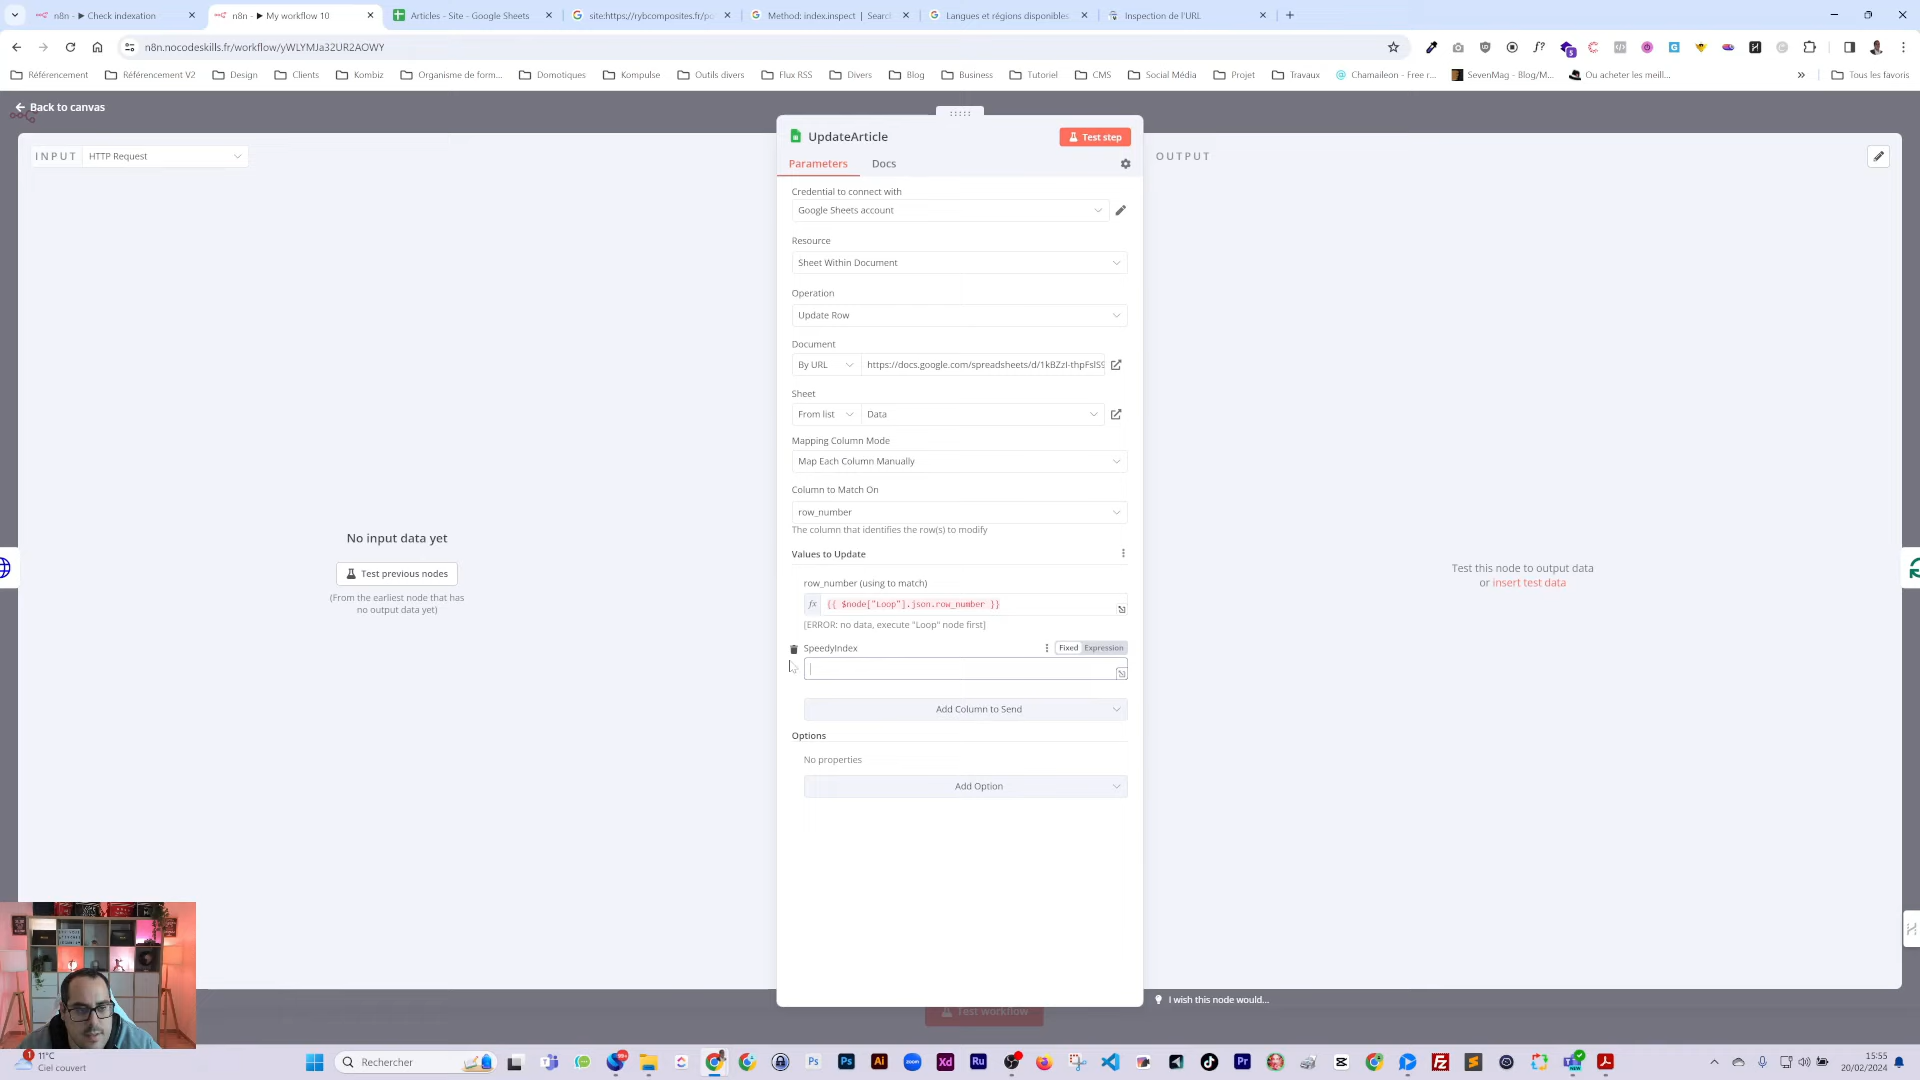 n8n - ▶ Check indexation
n8n - ▶ My workflow 10
Articles - Site - Google Sheets
site:https://rybcomposites.fr/po
Method: index.inspect | Searc
Langues et régions disponibles
Inspection de l'URL
n8n.nocodeskills.fr/workflow/yWLYMJa32UR2AOWY
Référencement
Référencement V2
Design
Clients
Kombiz
Organisme de form...
Domotiques
Kompulse
Outils divers
Flux RSS
Divers
Blog
Business
Tutoriel
CMS
Social Média
Projet
Travaux
Chamaileon - Free r...
SevenMag - Blog/M...
Ou acheter les meill...
Tous les favoris
Back to canvas
INPUT
HTTP Request
UpdateArticle
Test step
OUTPUT
Parameters
Docs
Credential to connect with
Google Sheets account
Resource
Sheet Within Document
Operation
Update Row
Document
By URL
https://docs.google.com/spreadsheets/d/1kBZzI-thpFslS9
Sheet
From list
Data
Mapping Column Mode
Map Each Column Manually
Column to Match On
row_number
The column that identifies the row(s) to modify
Values to Update
row_number (using to match)
fx
{{ $node["Loop"].json.row_number }}
[ERROR: no data, execute "Loop" node first]
SpeedyIndex
Fixed
Expression
Add Column to Send
Options
No properties
Add Option
No input data yet
Test previous nodes
(From the earliest node that has
no output data yet)
Test this node to output data
or insert test data
I wish this node would...
Test workflow
11°C
Ciel couvert
Rechercher
15:55
20/02/2024